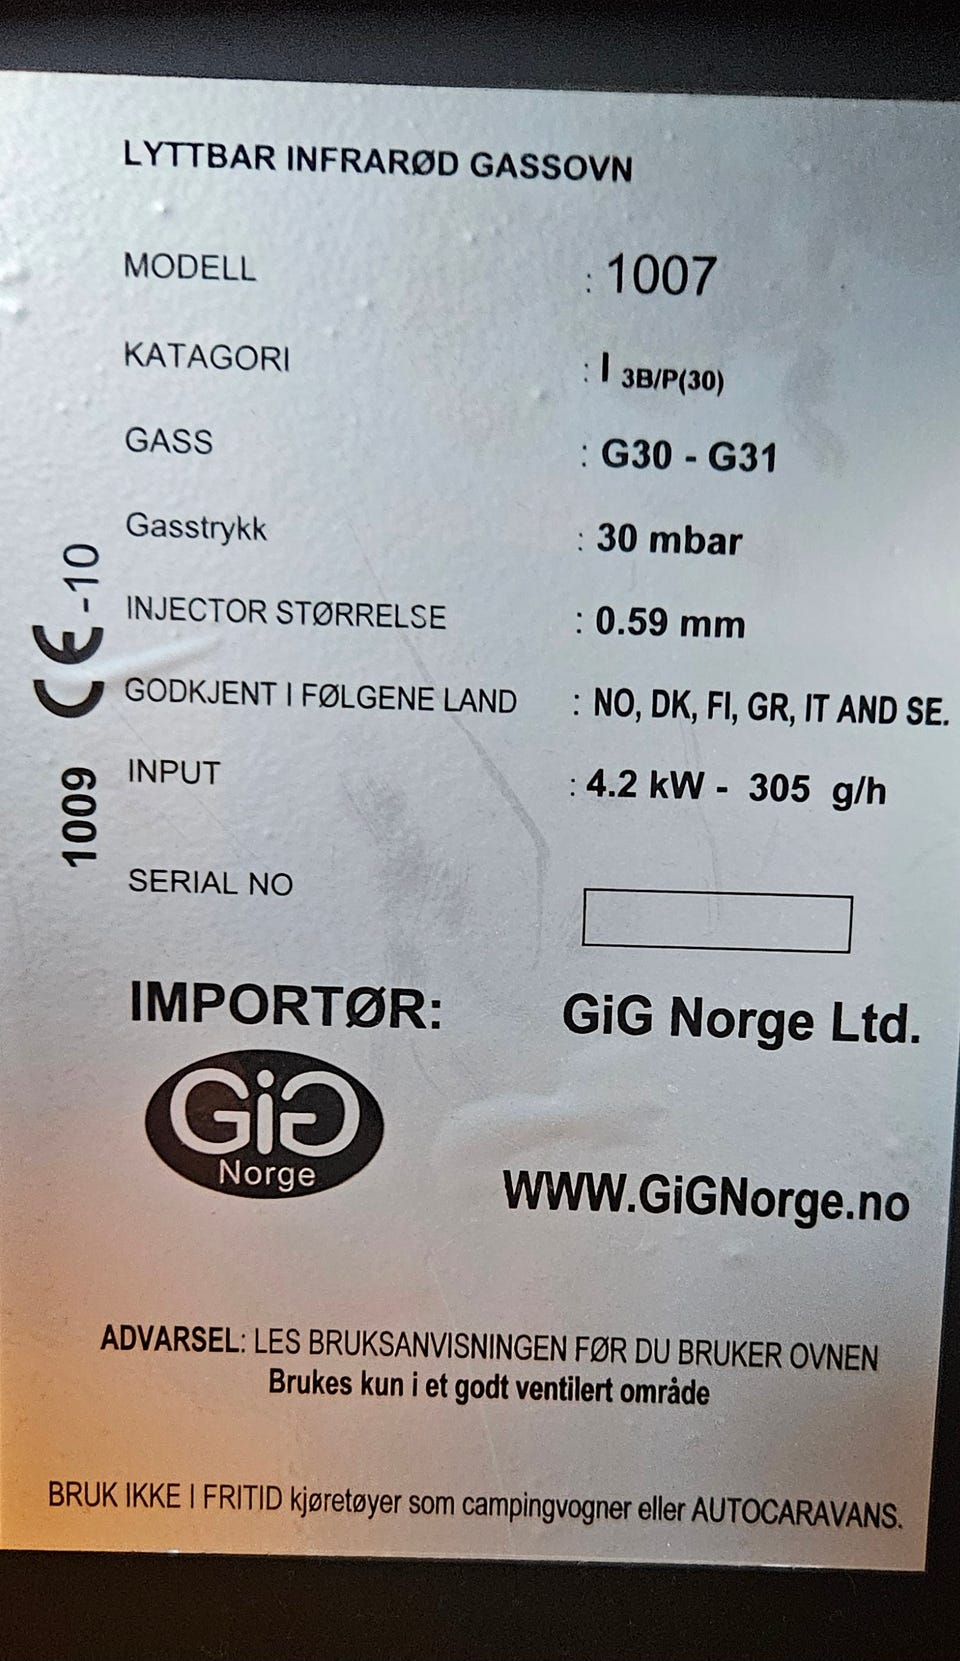 LYTTBAR INFRARØD GASSOVN
MODELL : 1007
KATAGORI : I 3B/P(30)
GASS : G30 - G31
Gasstrykk : 30 mbar
INJECTOR STØRRELSE : 0.59 mm
GODKJENT I FØLGENE LAND : NO, DK, FI, GR, IT AND SE.
INPUT : 4.2 kW - 305 g/h
SERIAL NO
1009 CE -10
IMPORTØR: GiG Norge Ltd.
GiG
Norge
WWW.GiGNorge.no
ADVARSEL: LES BRUKSANVISNINGEN FØR DU BRUKER OVNEN
Brukes kun i et godt ventilert område
BRUK IKKE I FRITID kjøretøyer som campingvogner eller AUTOCARAVANS.